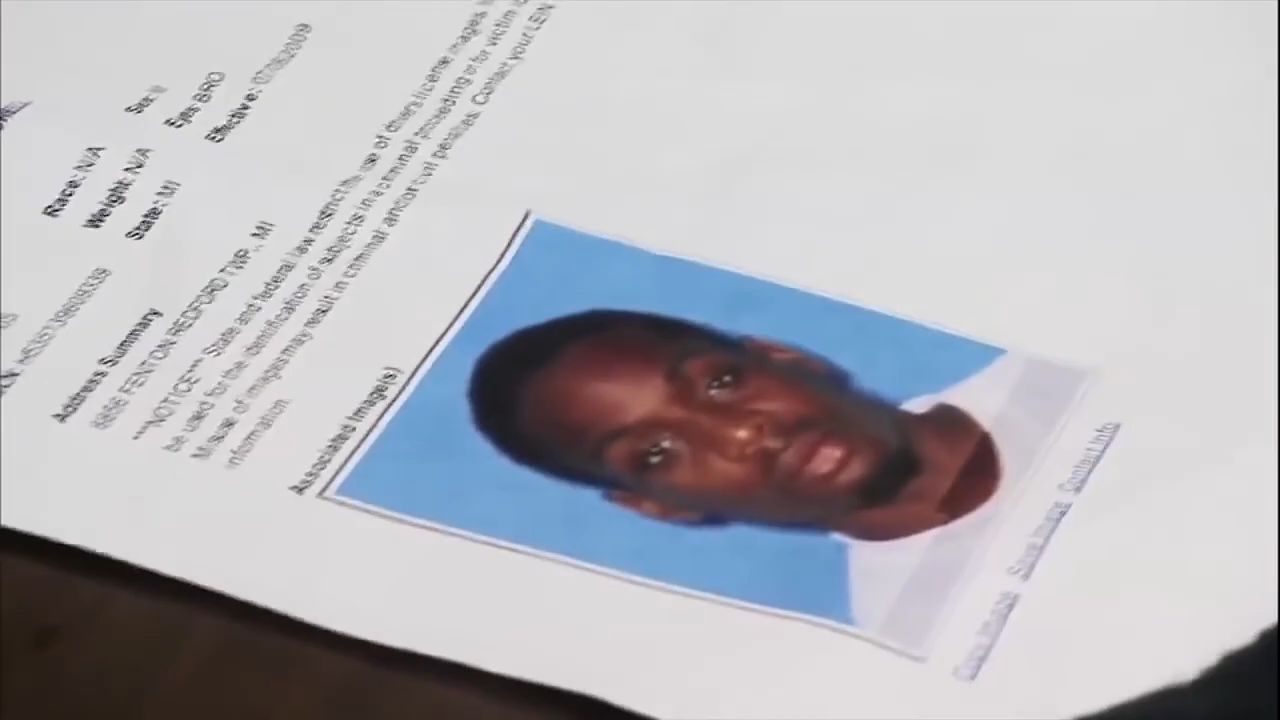 Sex:
Race: N/A
Eyes BRO
Weight: N/A
Effective:
State: MI
Address Summary
FENTON REDFORD TWP., MI
***NOTICE*** State and federal law restrict the use of drivers license images.
be used for the identification of subjects in a criminal proceeding or for victim
Misuse of images may result in criminal and/or civil penalties. Contact your LEIN
information
Associated Image(s)
Copy Image Save Image Contact Info